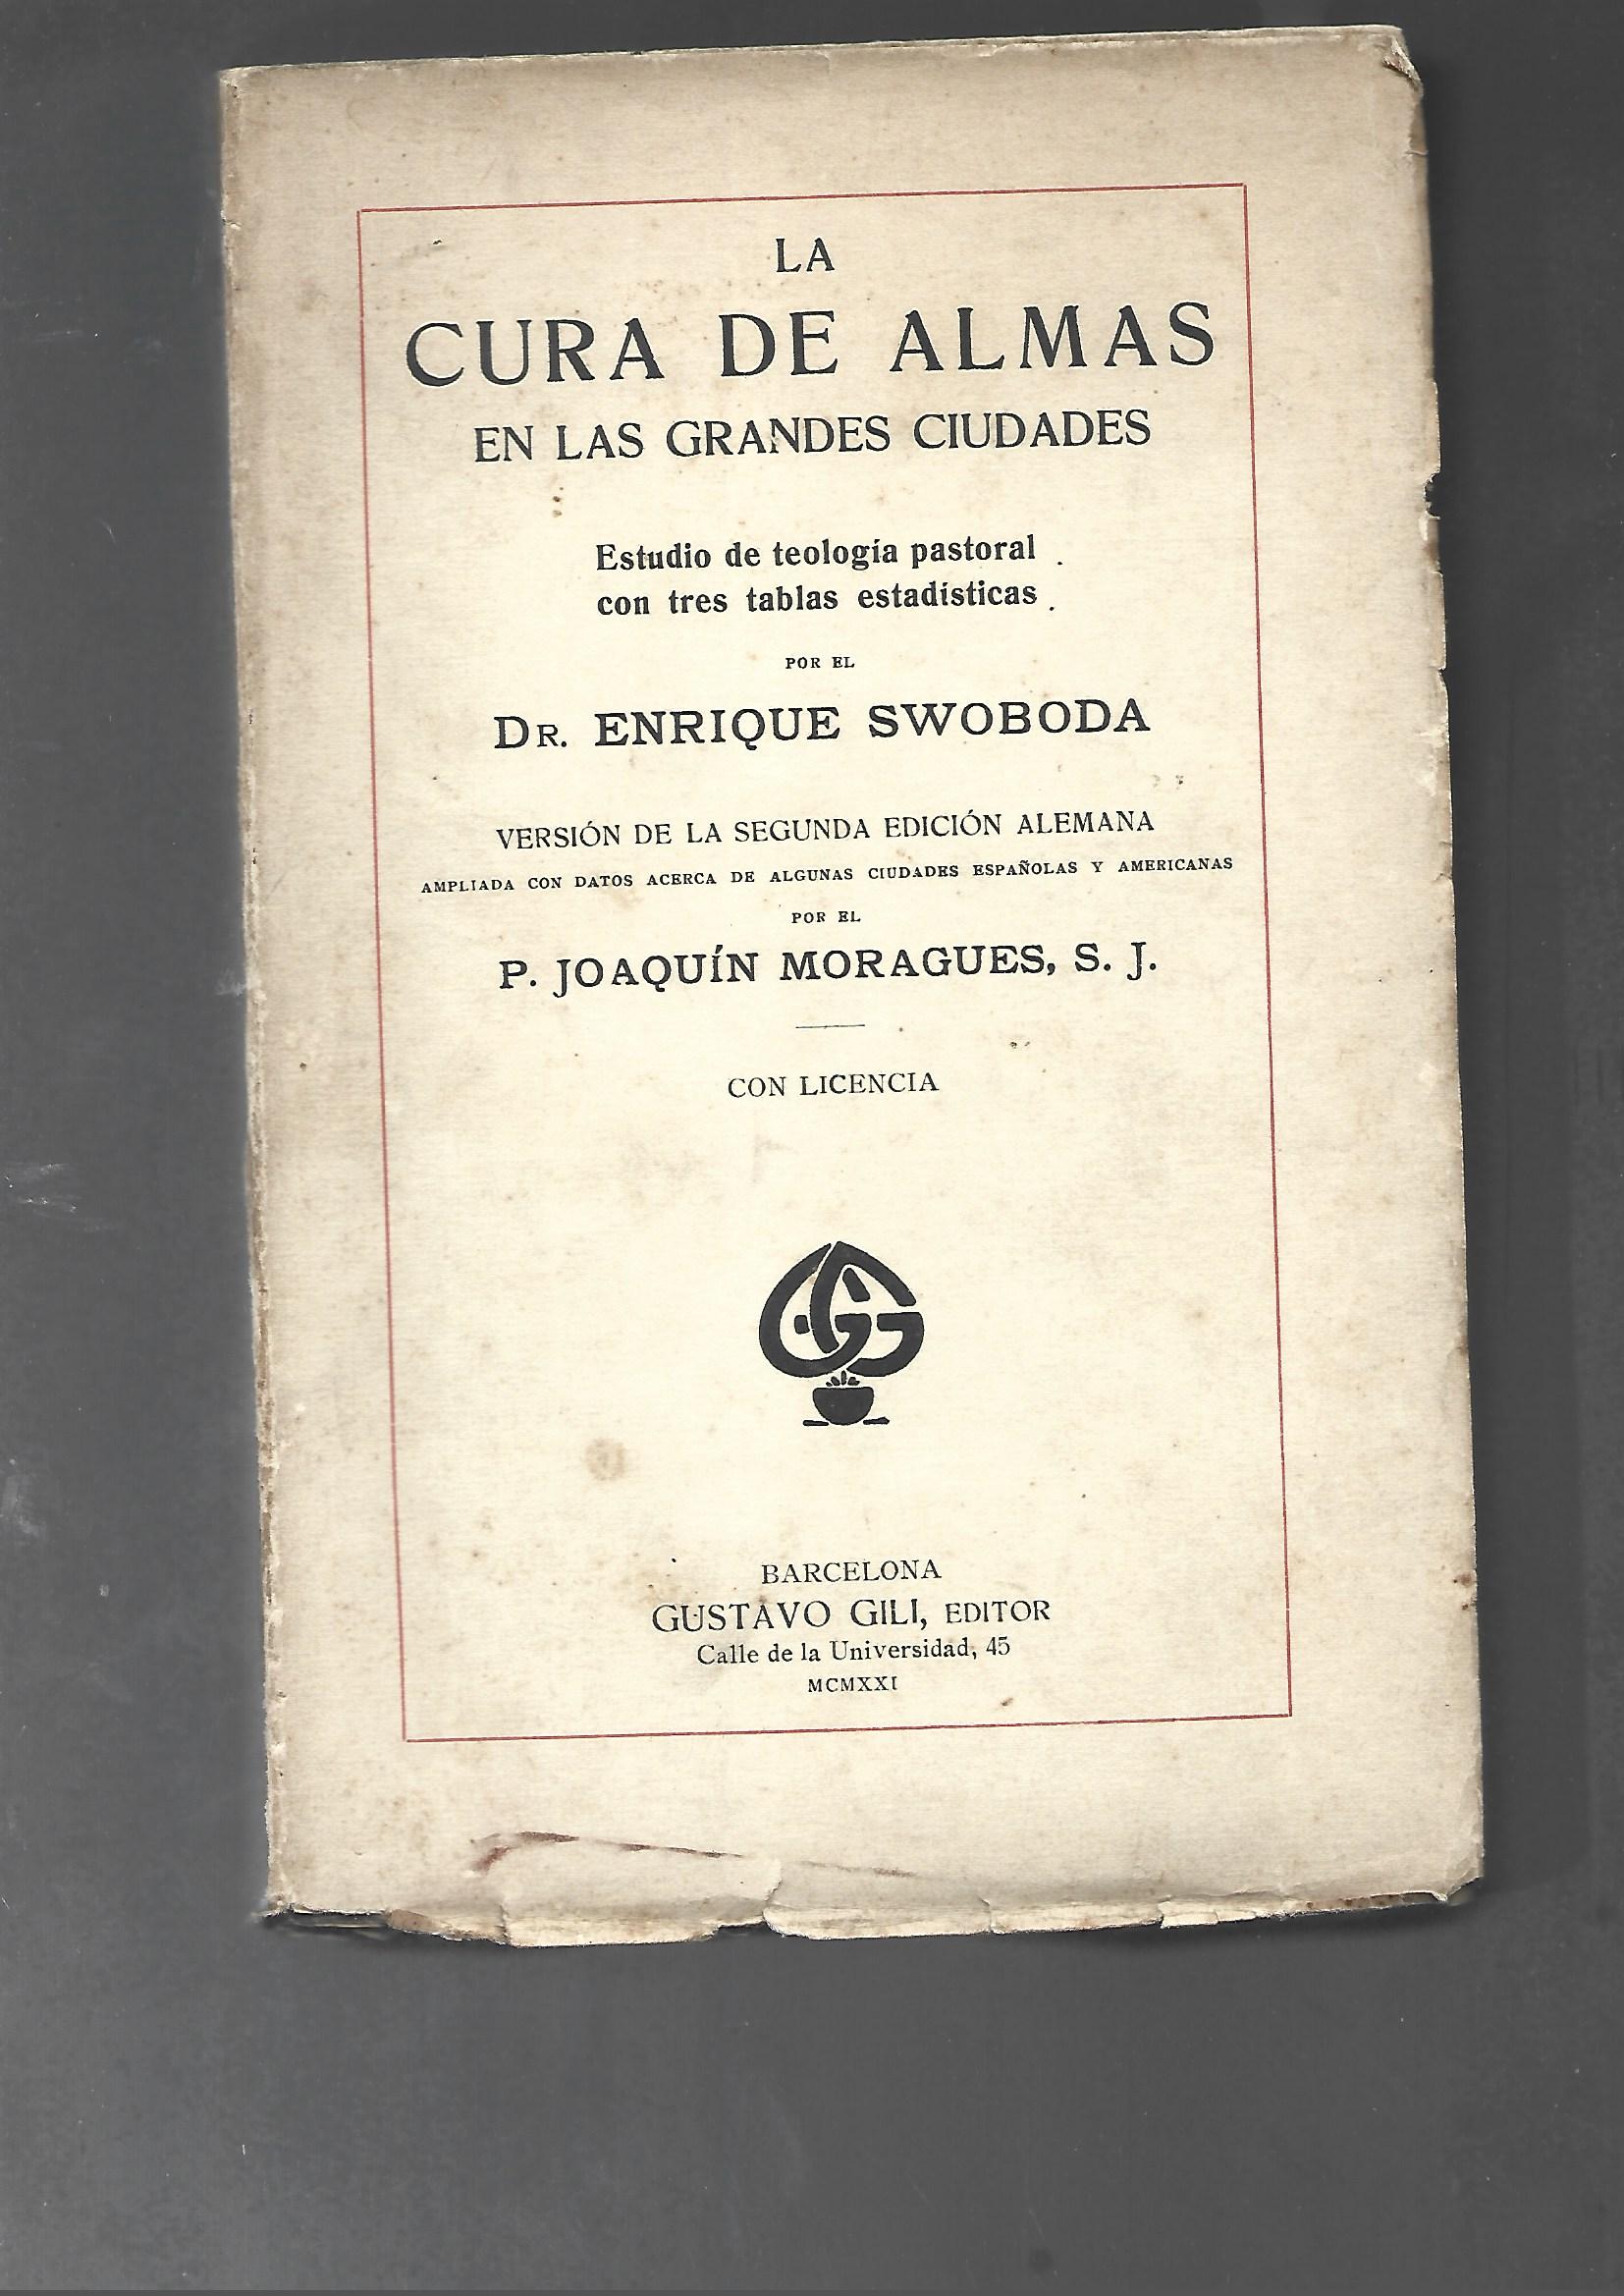 LA
CURA DE ALMAS
EN LAS GRANDES CIUDADES
Estudio de teología pastoral
con tres tablas estadísticas
POR EL
DR. ENRIQUE SWOBODA
VERSIÓN DE LA SEGUNDA EDICIÓN ALEMANA
AMPLIADA CON DATOS ACERCA DE ALGUNAS CIUDADES ESPAÑOLAS Y AMERICANAS
POR EL
P. JOAQUÍN MORAGUES, S. J.
CON LICENCIA
GG
BARCELONA
GUSTAVO GILI, EDITOR
Calle de la Universidad, 45
MCMXXI